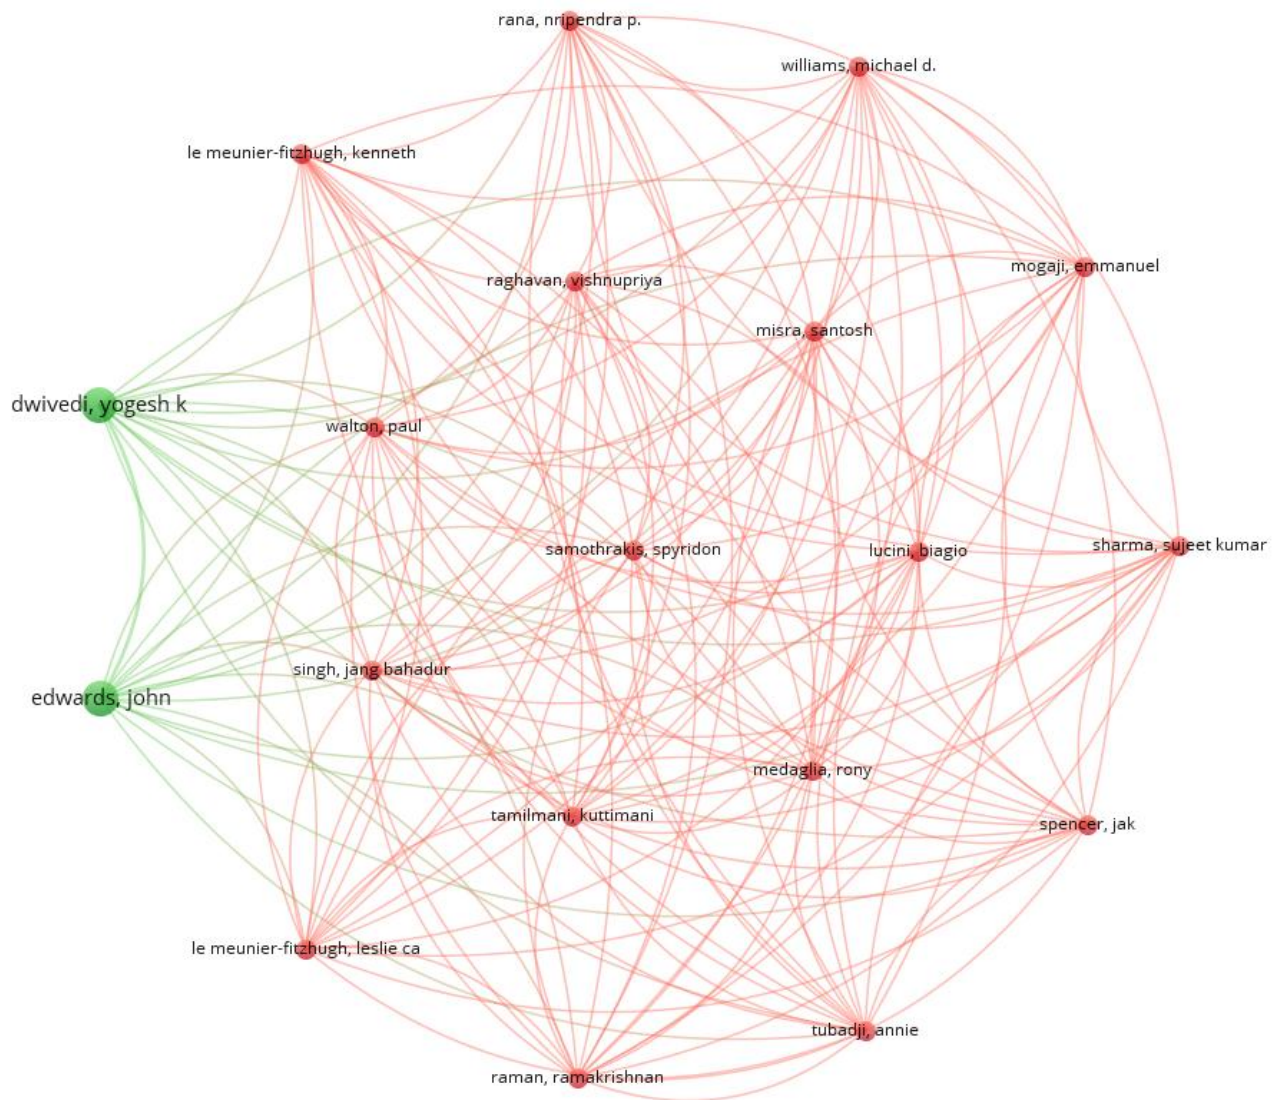 rana, nripendra p.
williams, michael d.
le meunier-fitzhugh, kenneth
mogaji, emmanuel
raghavan, vishnupriya
misra, santosh
dwivedi, yogesh k
walton, paul
samothrakis, spyridon
lucini, biagio
sharma, sujeet kumar
singh, jang bahadur
edwards, john
medaglia, rony
tamilmani, kuttimani
spencer, jak
le meunier-fitzhugh, leslie ca
tubadji, annie
raman, ramakrishnan